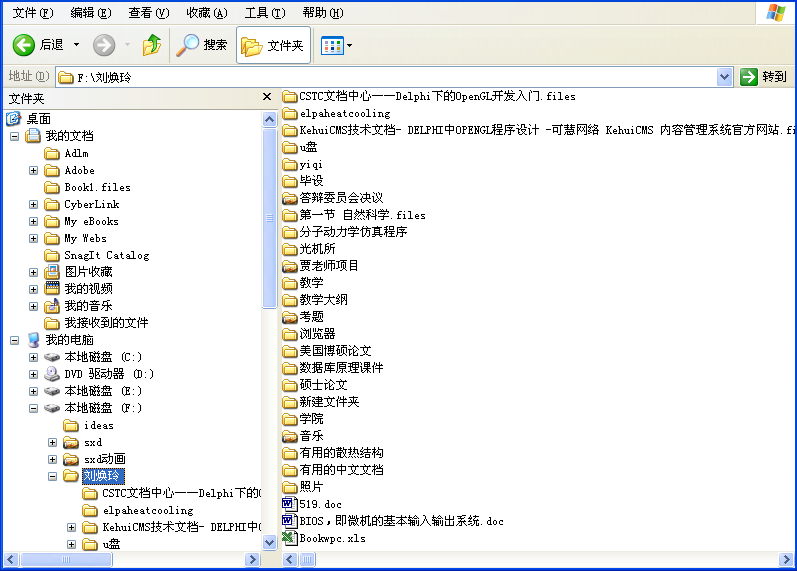 文件(F) 编辑(E) 查看(V) 收藏(A) 工具(T) 帮助(H)
后退 搜索 文件夹
地址(D) F:\刘焕玲 转到
文件夹
桌面
我的文档
Adlm
Adobe
Book1.files
CyberLink
My eBooks
My Webs
SnagIt Catalog
图片收藏
我的视频
我的音乐
我接收到的文件
我的电脑
本地磁盘 (C:)
DVD 驱动器 (D:)
本地磁盘 (E:)
本地磁盘 (F:)
ideas
sxd
sxd动画
刘焕玲
CSTC文档中心——Delphi下的O
elpaheatcooling
KehuiCMS技术文档- DELPHI中O
u盘
CSTC文档中心——Delphi下的OpenGL开发入门.files
elpaheatcooling
KehuiCMS技术文档- DELPHI中OPENGL程序设计 -可慧网络 KehuiCMS 内容管理系统官方网站.fi
u盘
yiqi
毕设
答辩委员会决议
第一节 自然科学.files
分子动力学仿真程序
光机所
贾老师项目
教学
教学大纲
考题
浏览器
美国博硕论文
数据库原理课件
硕士论文
新建文件夹
学院
音乐
有用的散热结构
有用的中文文档
照片
519.doc
BIOS，即微机的基本输入输出系统.doc
Bookwpc.xls